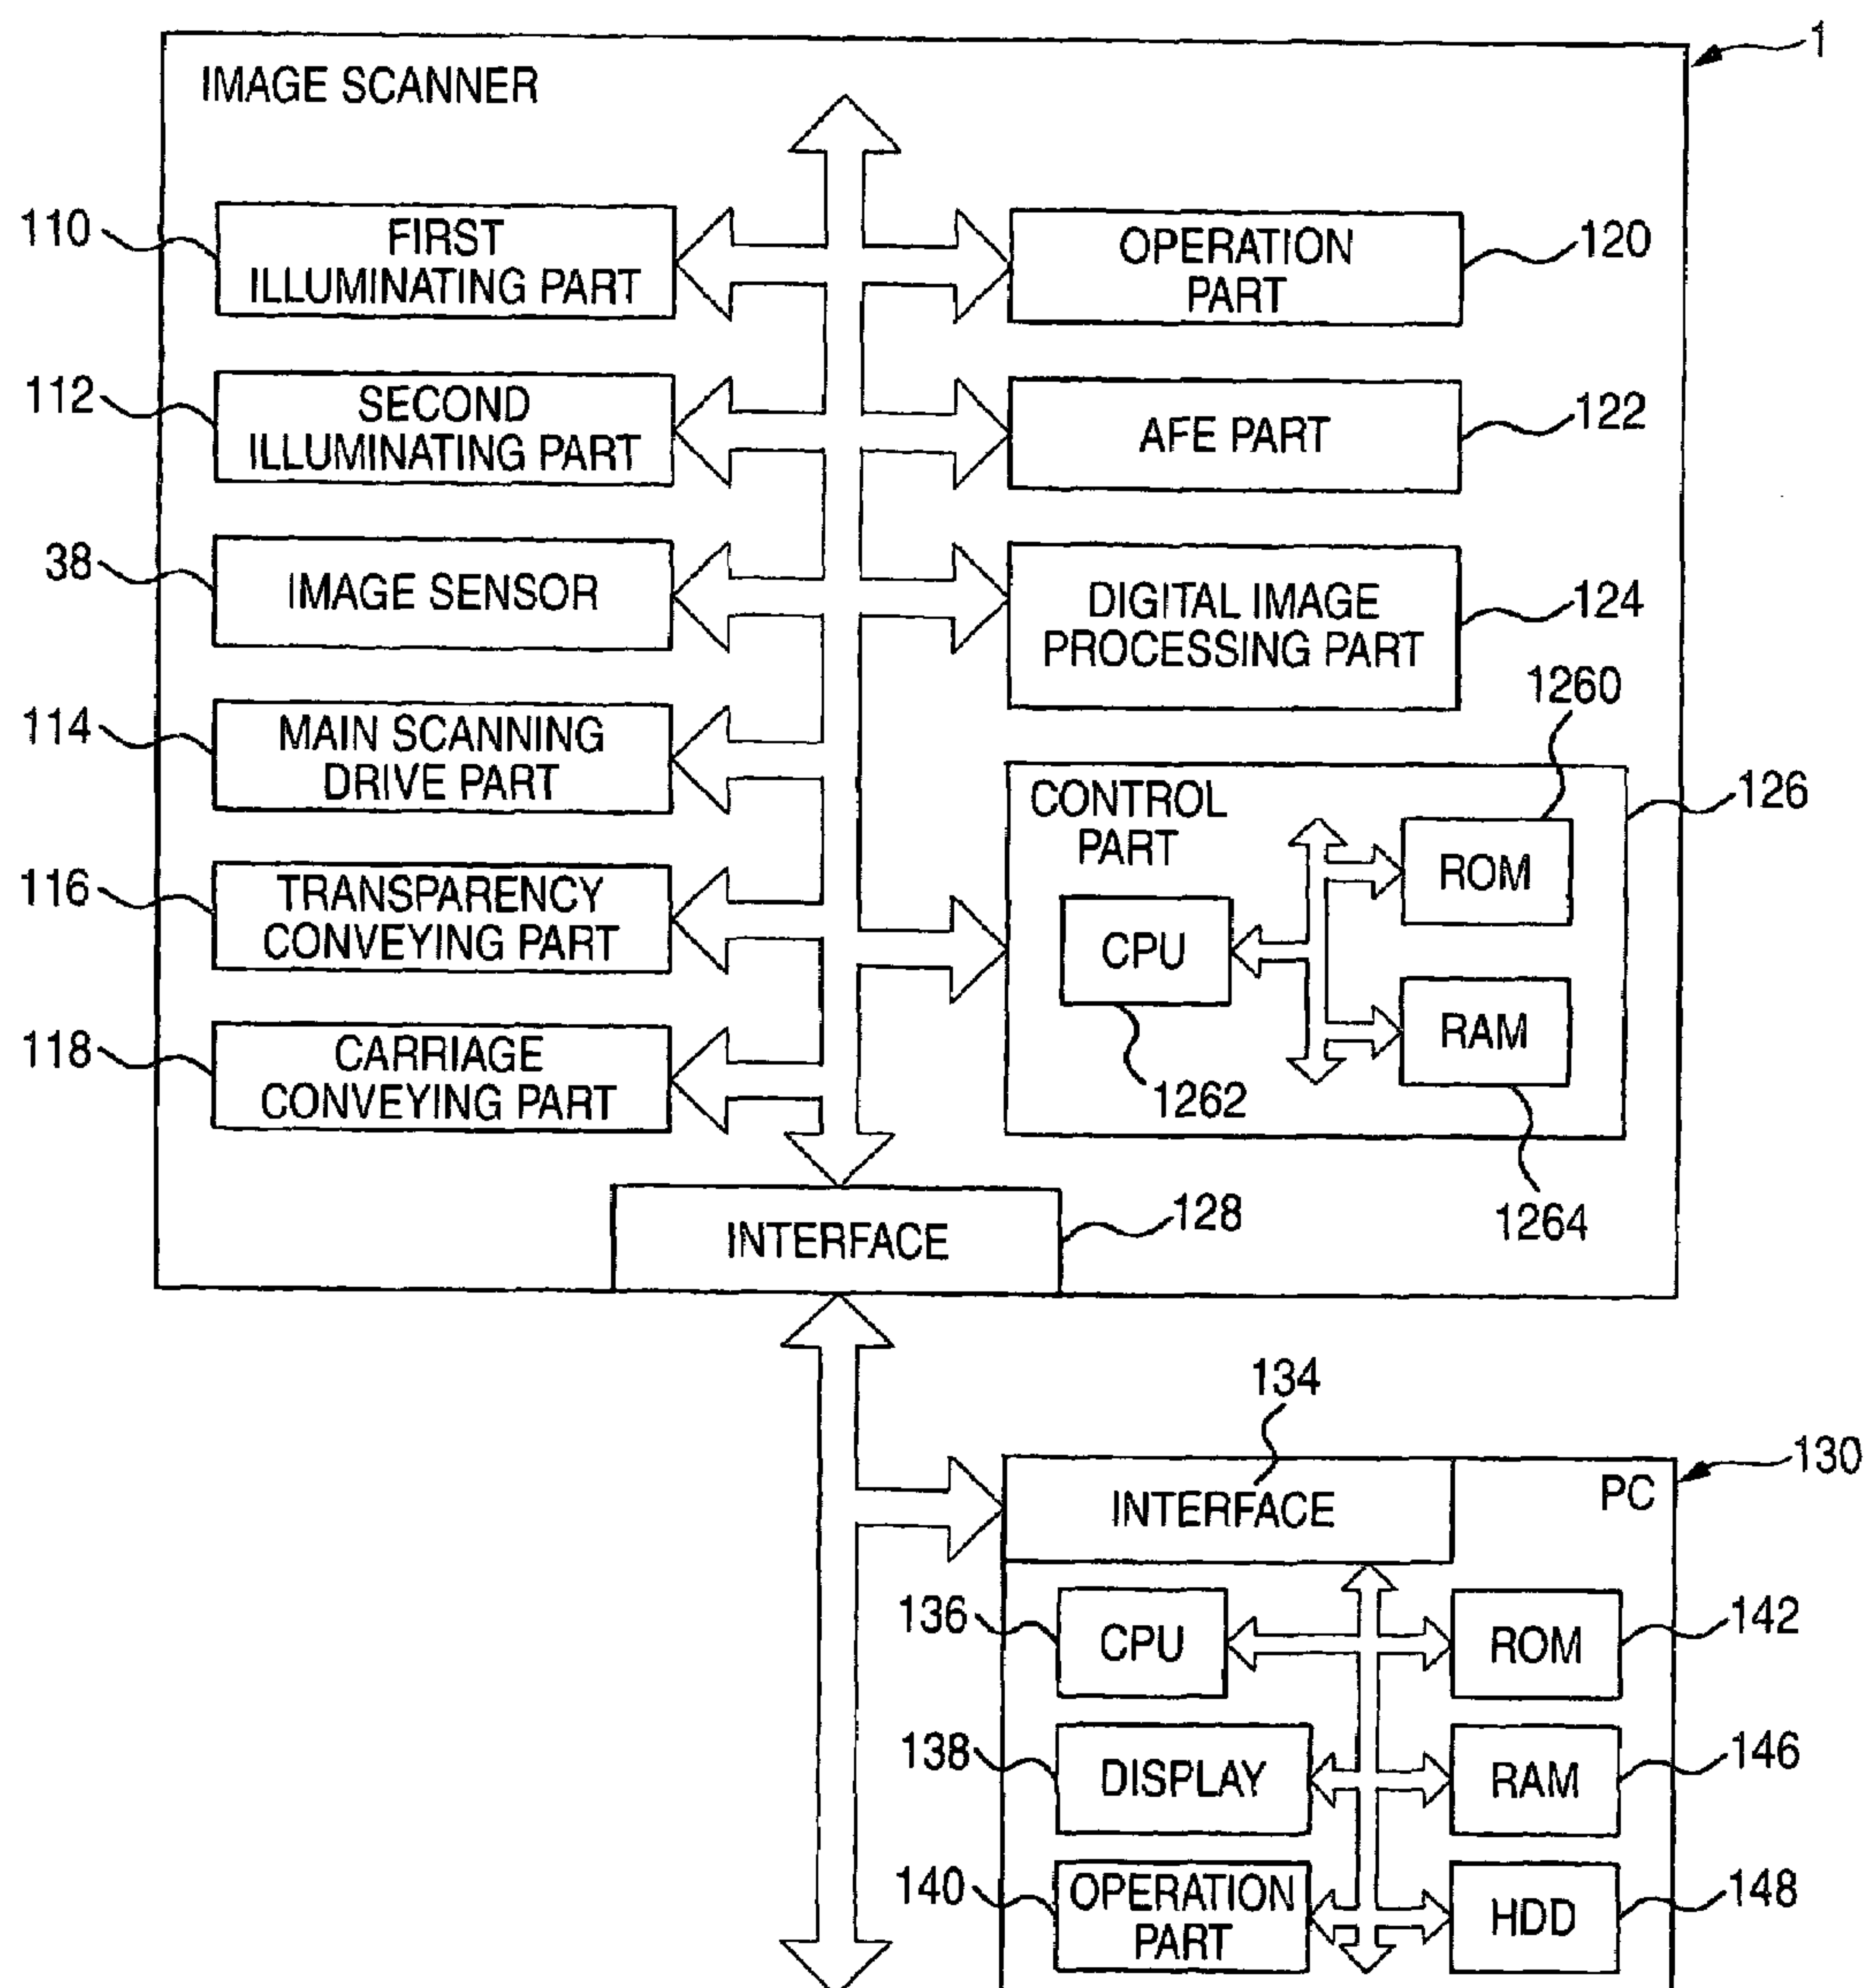 1
IMAGE SCANNER
110
FIRST
ILLUMINATING PART
OPERATION
PART
120
112
SECOND
ILLUMINATING PART
AFE PART
122
38
IMAGE SENSOR
DIGITAL IMAGE
PROCESSING PART
124
114
MAIN SCANNING
DRIVE PART
1260
126
CONTROL
PART
ROM
CPU
RAM
1262
1264
116
TRANSPARENCY
CONVEYING PART
118
CARRIAGE
CONVEYING PART
INTERFACE
128
134
130
INTERFACE
PC
136
CPU
ROM
142
138
DISPLAY
RAM
146
140
OPERATION
PART
HDD
148